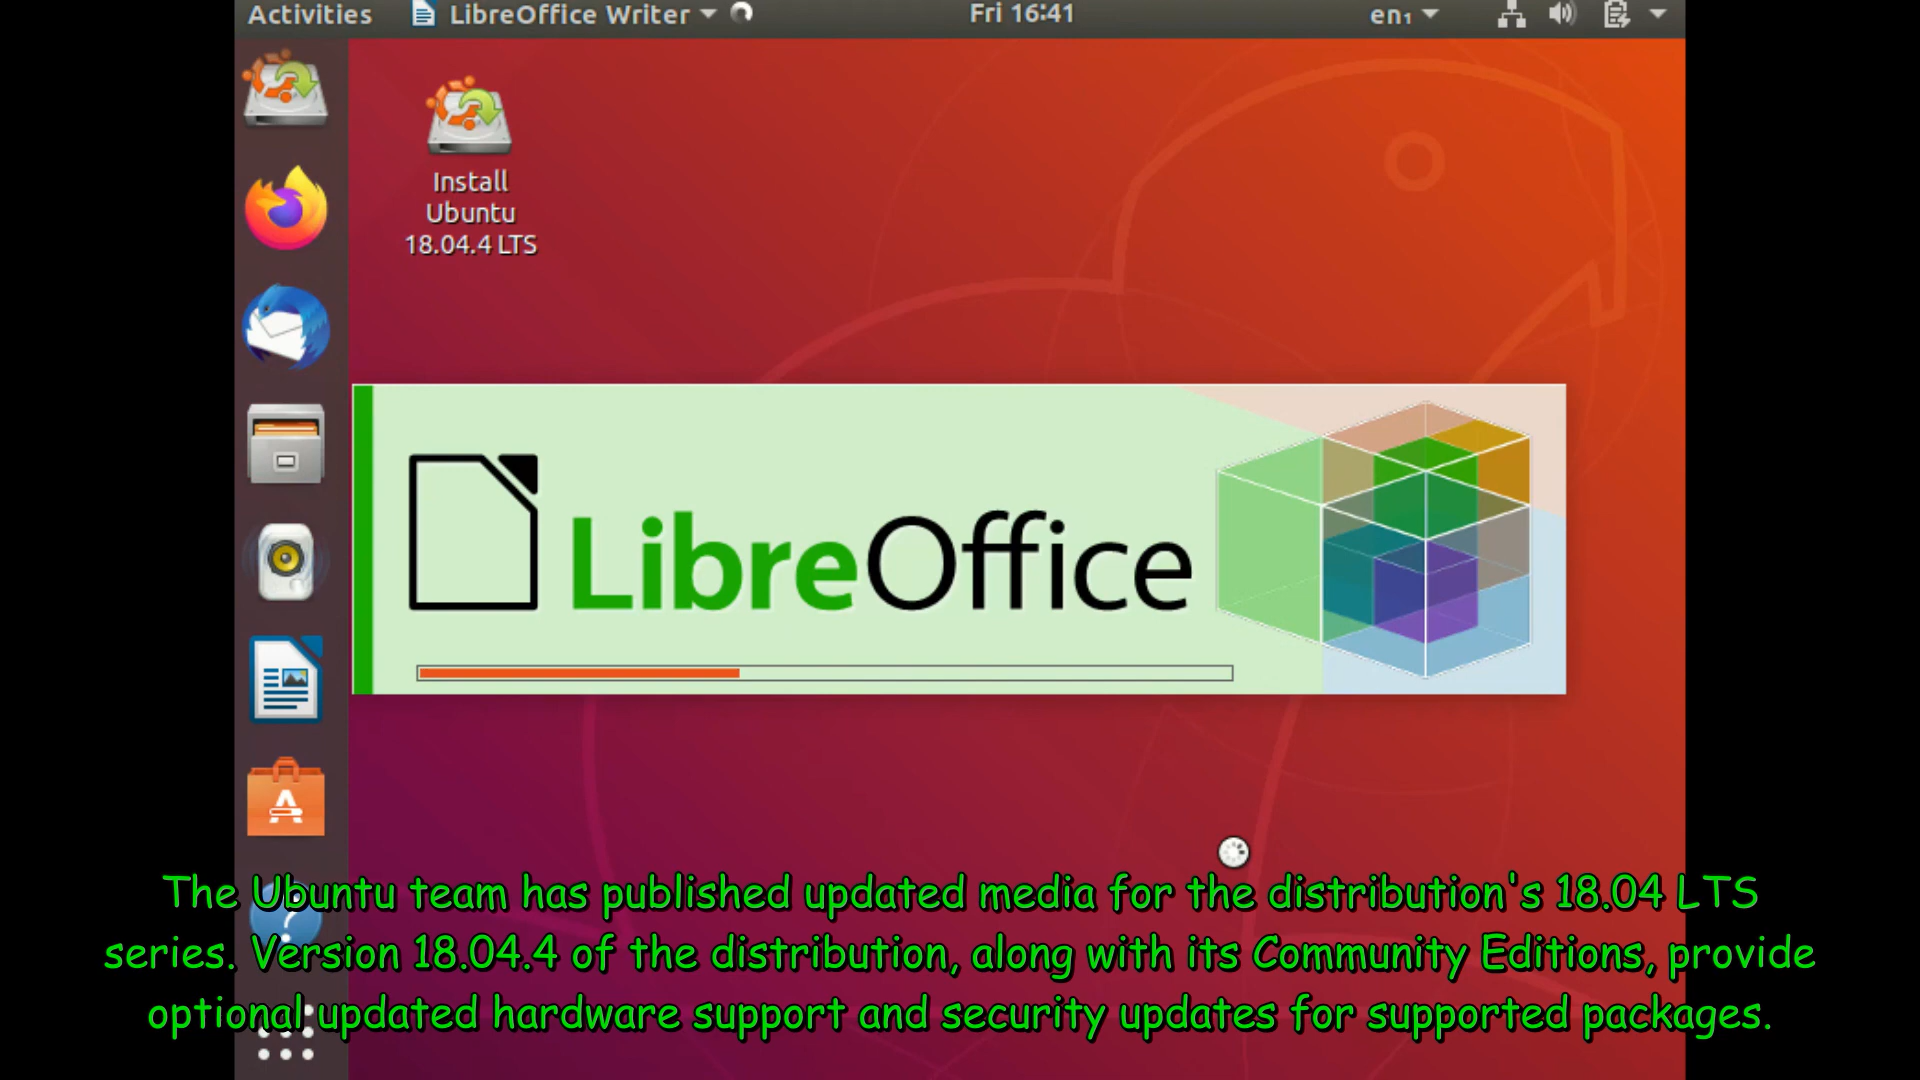 Activities LibreOffice Writer Fri 16:41 en₁
Install
Ubuntu
18.04.4 LTS
LibreOffice
The Ubuntu team has published updated media for the distribution's 18.04 LTS
series. Version 18.04.4 of the distribution, along with its Community Editions, provide
optional updated hardware support and security updates for supported packages.